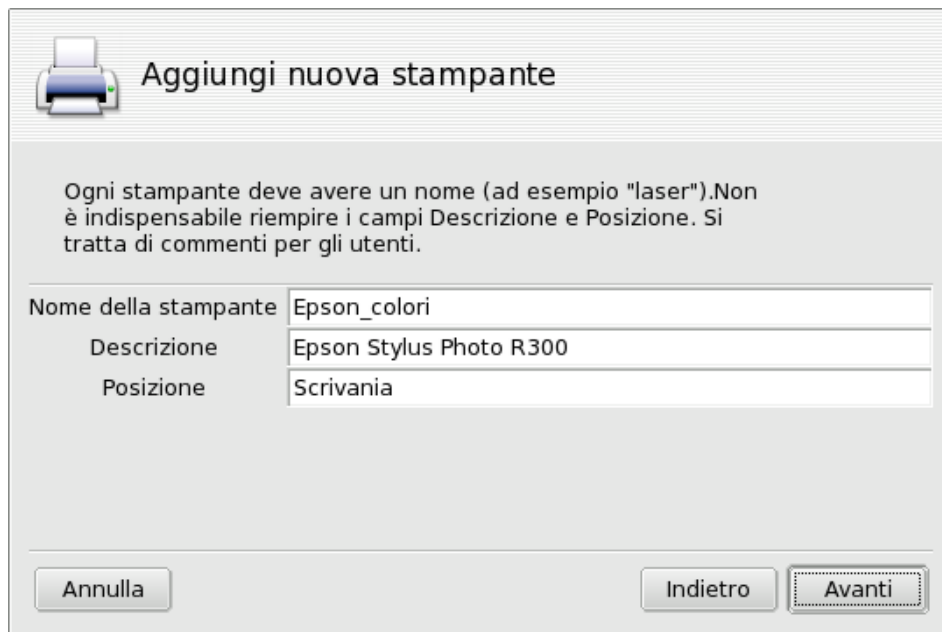 Aggiungi nuova stampante
Ogni stampante deve avere un nome (ad esempio "laser").Non
è indispensabile riempire i campi Descrizione e Posizione. Si
tratta di commenti per gli utenti.
Nome della stampante Epson_colori
Descrizione Epson Stylus Photo R300
Posizione Scrivania
Annulla Indietro Avanti